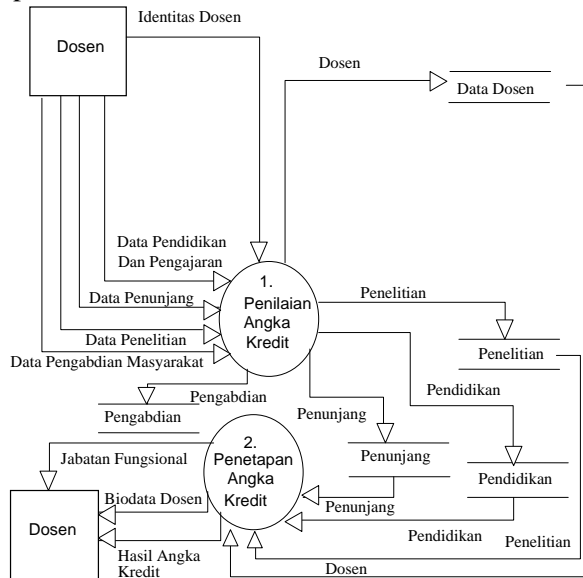 Identitas Dosen
Dosen
Dosen
Data Dosen
Data Pendidikan
Dan Pengajaran
1.
Penilaian
Angka
Kredit
Penelitian
Data Penunjang
Data Penelitian
Penelitian
Data Pengabdian Masyarakat
Pengabdian
Pendidikan
Pengabdian
Penunjang
2.
Penetapan
Angka
Kredit
Penunjang
Jabatan Fungsional
Pendidikan
Biodata Dosen
Penunjang
Dosen
Pendidikan
Penelitian
Hasil Angka
Kredit
Dosen